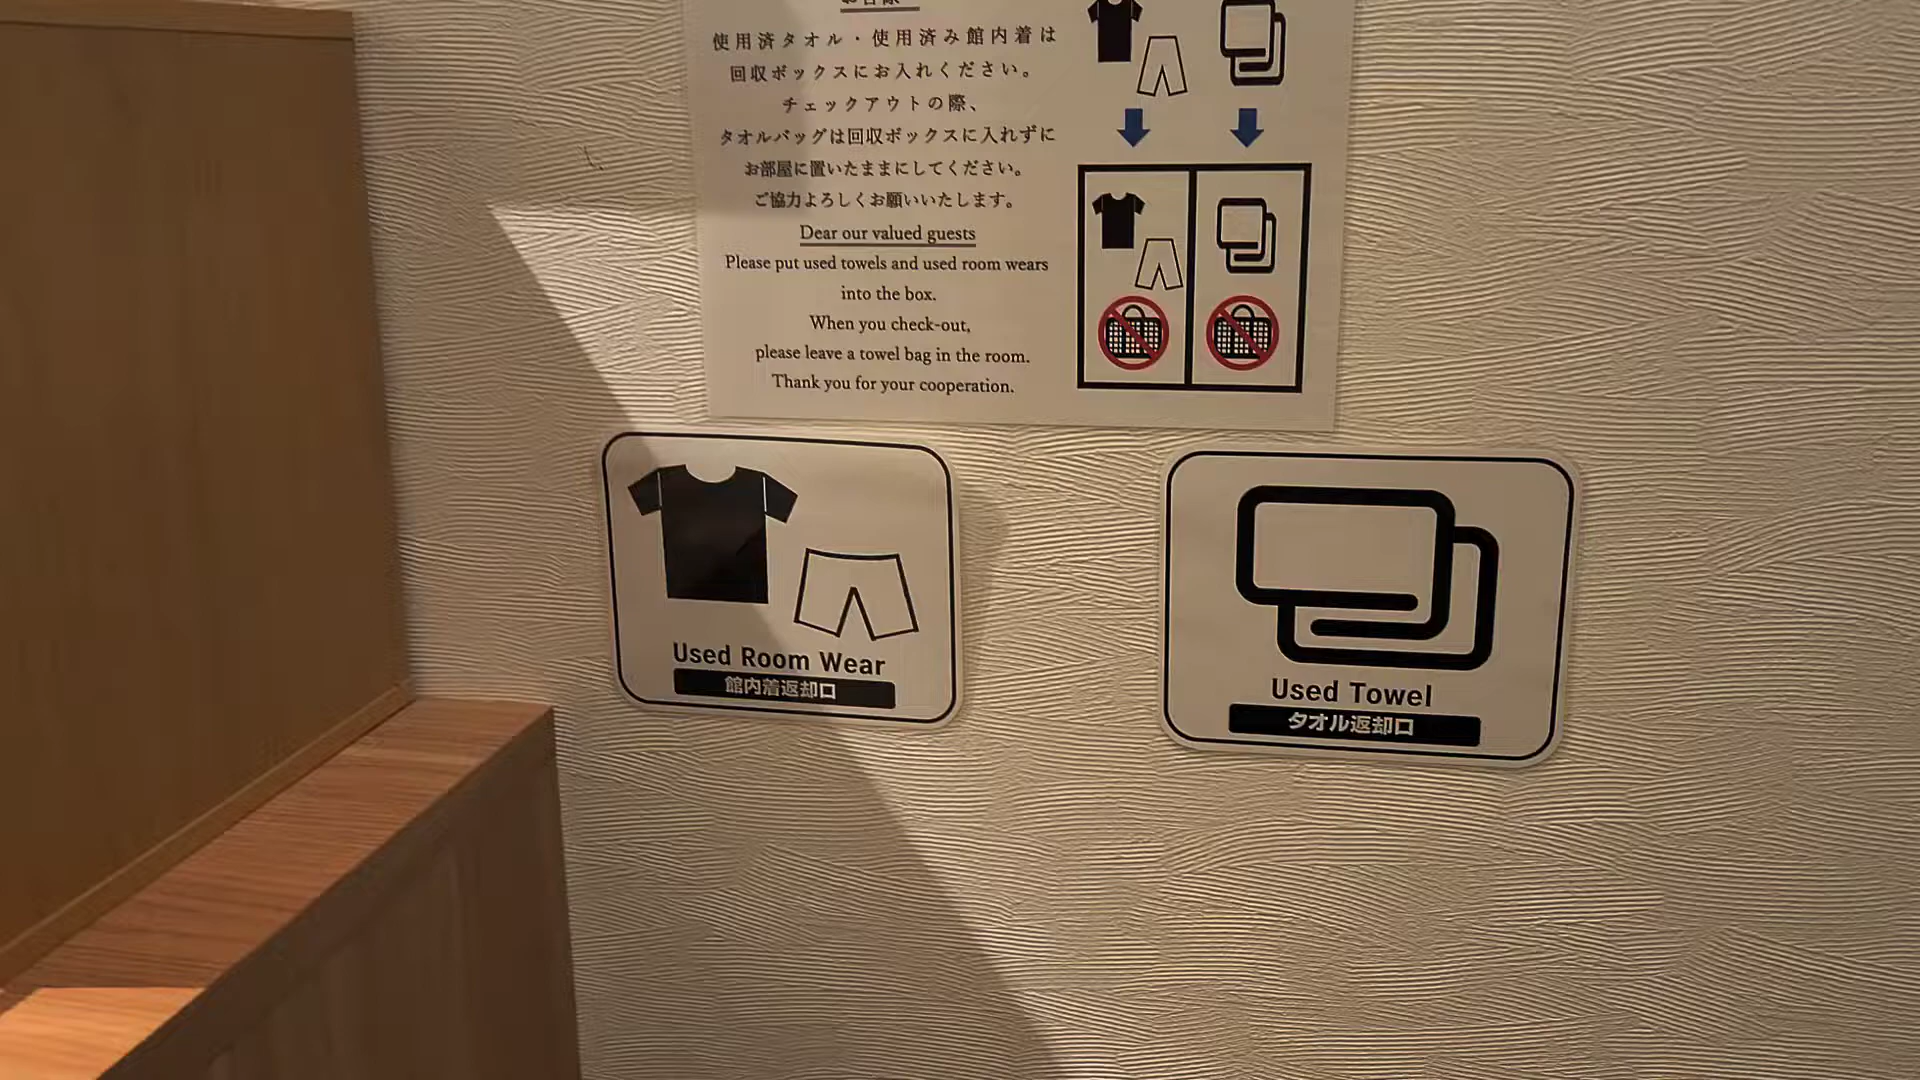 使用済タオル・使用済み館内着は
回収ボックスにお入れください。
チェックアウトの際、
タオルバッグは回収ボックスに入れずに
お部屋に置いたままにしてください。
ご協力よろしくお願いいたします。
Dear our valued guests
Please put used towels and used room wears
into the box.
When you check-out,
please leave a towel bag in the room.
Thank you for your cooperation.
Used Room Wear
館内着返却口
Used Towel
タオル返却口